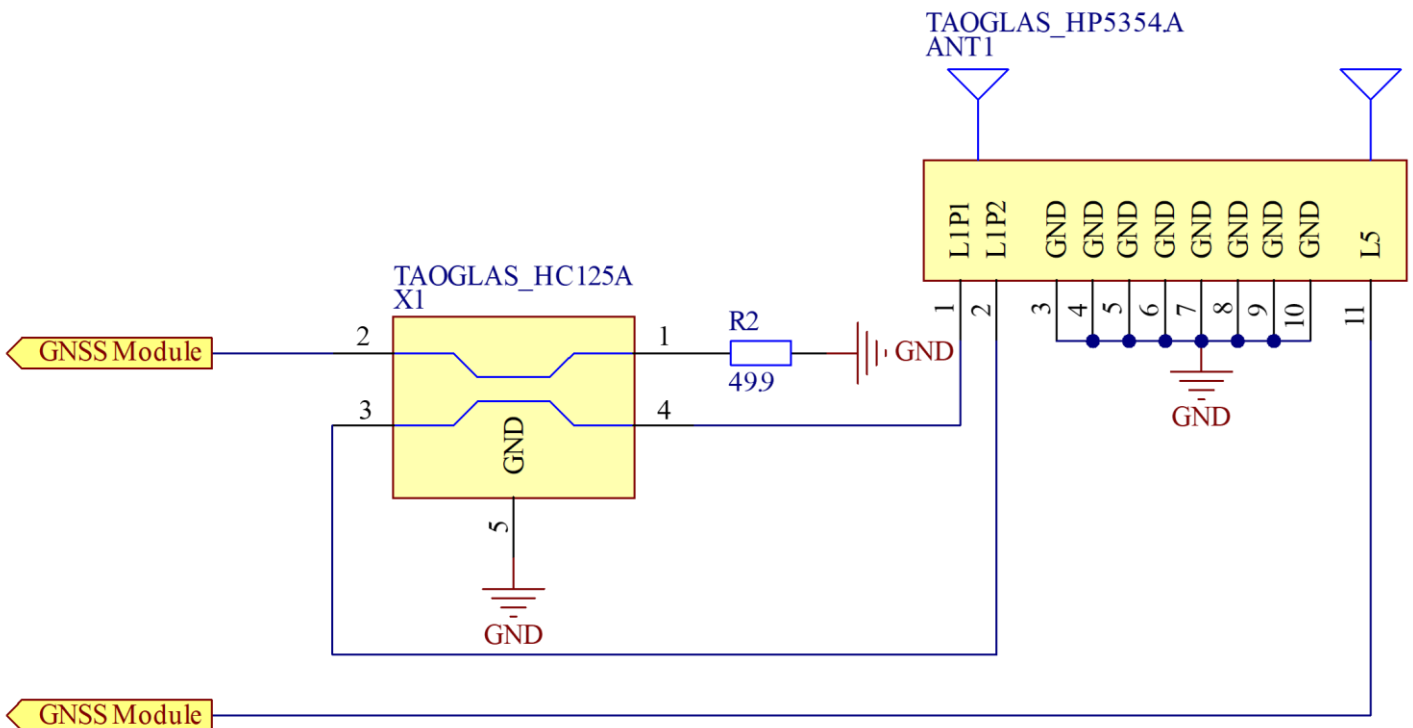 TAOGLAS_HP5354.A
ANT1
L1P1
L1P2
GND
GND
GND
GND
GND
GND
GND
GND
L5
1
2
3
4
5
6
7
8
9
10
11
GND
TAOGLAS_HC125A
X1
GNSS Module
2
1
R2
49.9
GND
3
4
GND
5
GND
GNSS Module